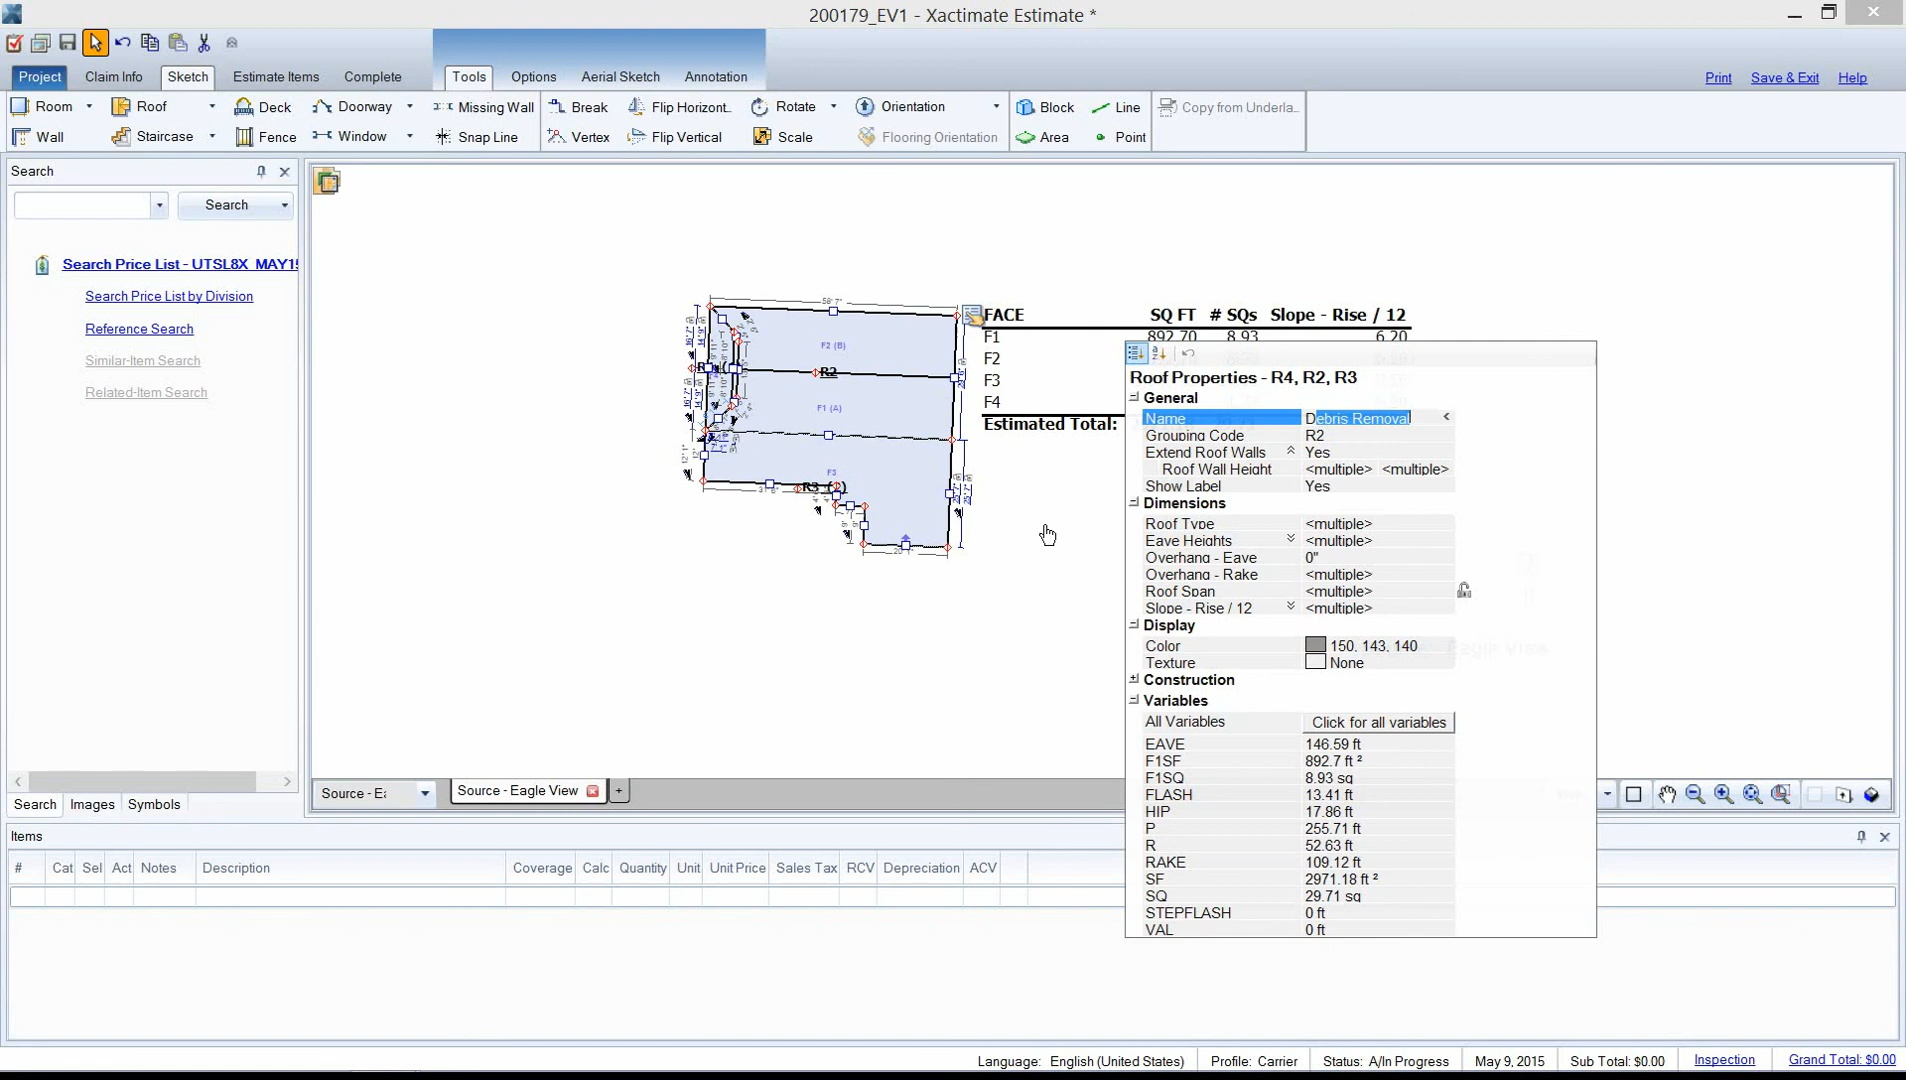 200179_EV1 - Xactimate Estimate *
Project Claim Info Sketch Estimate Items Complete Tools Options Aerial Sketch Annotation
Print Save & Exit Help
Room Roof Deck Doorway Missing Wall Break Flip Horizont.. Rotate Orientation Block Line Copy from Underla..
Wall Staircase Fence Window Snap Line Vertex Flip Vertical Scale Flooring Orientation Area Point
Search
Search
Search Price List - UTSL8X_MAY15
Search Price List by Division
Reference Search
Similar-Item Search
Related-Item Search
58' 7"
F2 (B)
R2
F1 (A)
F3
R3
FACE SQ FT # SQs Slope - Rise / 12
F1 892.70 8.93 6.20
F2
F3
F4
Estimated Total:
Roof Properties - R4, R2, R3
General
Name Debris Removal <
Grouping Code R2
Extend Roof Walls Yes
Roof Wall Height <multiple> <multiple>
Show Label Yes
Dimensions
Roof Type <multiple>
Eave Heights <multiple>
Overhang - Eave 0"
Overhang - Rake <multiple>
Roof Span <multiple>
Slope - Rise / 12 <multiple>
Display
Color 150, 143, 140
Texture None
Eagle View
Construction
Variables
All Variables Click for all variables
EAVE 146.59 ft
F1SF 892.7 ft ²
F1SQ 8.93 sq
FLASH 13.41 ft
HIP 17.86 ft
P 255.71 ft
R 52.63 ft
RAKE 109.12 ft
SF 2971.18 ft ²
SQ 29.71 sq
STEPFLASH 0 ft
VAL 0 ft
Source - Ea Source - Eagle View +
Search Images Symbols
Items
# Cat Sel Act Notes Description Coverage Calc Quantity Unit Unit Price Sales Tax RCV Depreciation ACV
Language: English (United States) Profile: Carrier Status: A/In Progress May 9, 2015 Sub Total: $0.00 Inspection Grand Total: $0.00